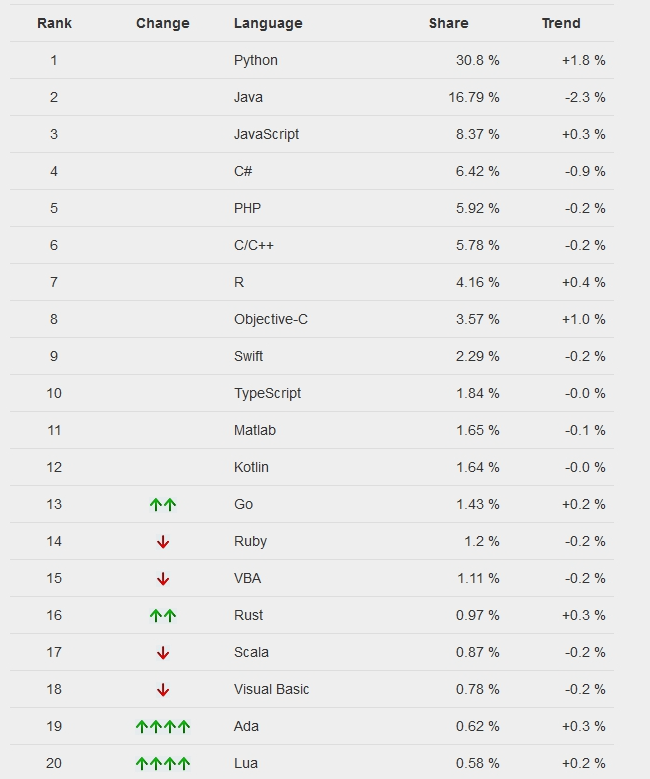 Rank Change Language Share Trend
1 Python 30.8 % +1.8 %
2 Java 16.79 % -2.3 %
3 JavaScript 8.37 % +0.3 %
4 C# 6.42 % -0.9 %
5 PHP 5.92 % -0.2 %
6 C/C++ 5.78 % -0.2 %
7 R 4.16 % +0.4 %
8 Objective-C 3.57 % +1.0 %
9 Swift 2.29 % -0.2 %
10 TypeScript 1.84 % -0.0 %
11 Matlab 1.65 % -0.1 %
12 Kotlin 1.64 % -0.0 %
13 ↑↑ Go 1.43 % +0.2 %
14 ↓ Ruby 1.2 % -0.2 %
15 ↓ VBA 1.11 % -0.2 %
16 ↑↑ Rust 0.97 % +0.3 %
17 ↓ Scala 0.87 % -0.2 %
18 ↓ Visual Basic 0.78 % -0.2 %
19 ↑↑↑↑ Ada 0.62 % +0.3 %
20 ↑↑↑↑ Lua 0.58 % +0.2 %